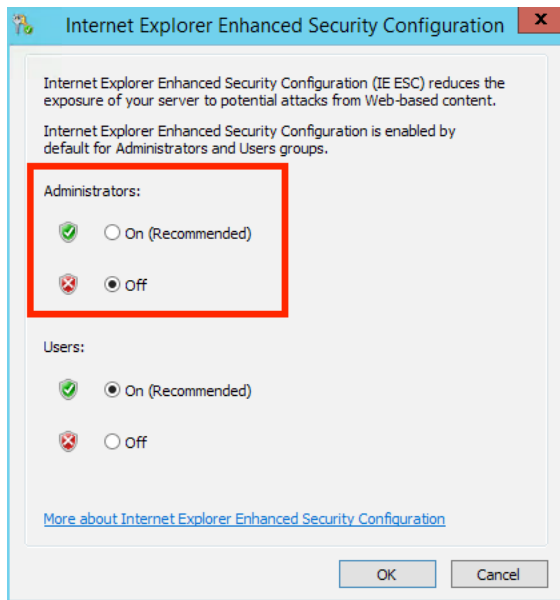 Internet Explorer Enhanced Security Configuration
x
Internet Explorer Enhanced Security Configuration (IE ESC) reduces the
exposure of your server to potential attacks from Web-based content.
Internet Explorer Enhanced Security Configuration is enabled by
default for Administrators and Users groups.
Administrators:
On (Recommended)
Off
Users:
On (Recommended)
Off
More about Internet Explorer Enhanced Security Configuration
OK
Cancel